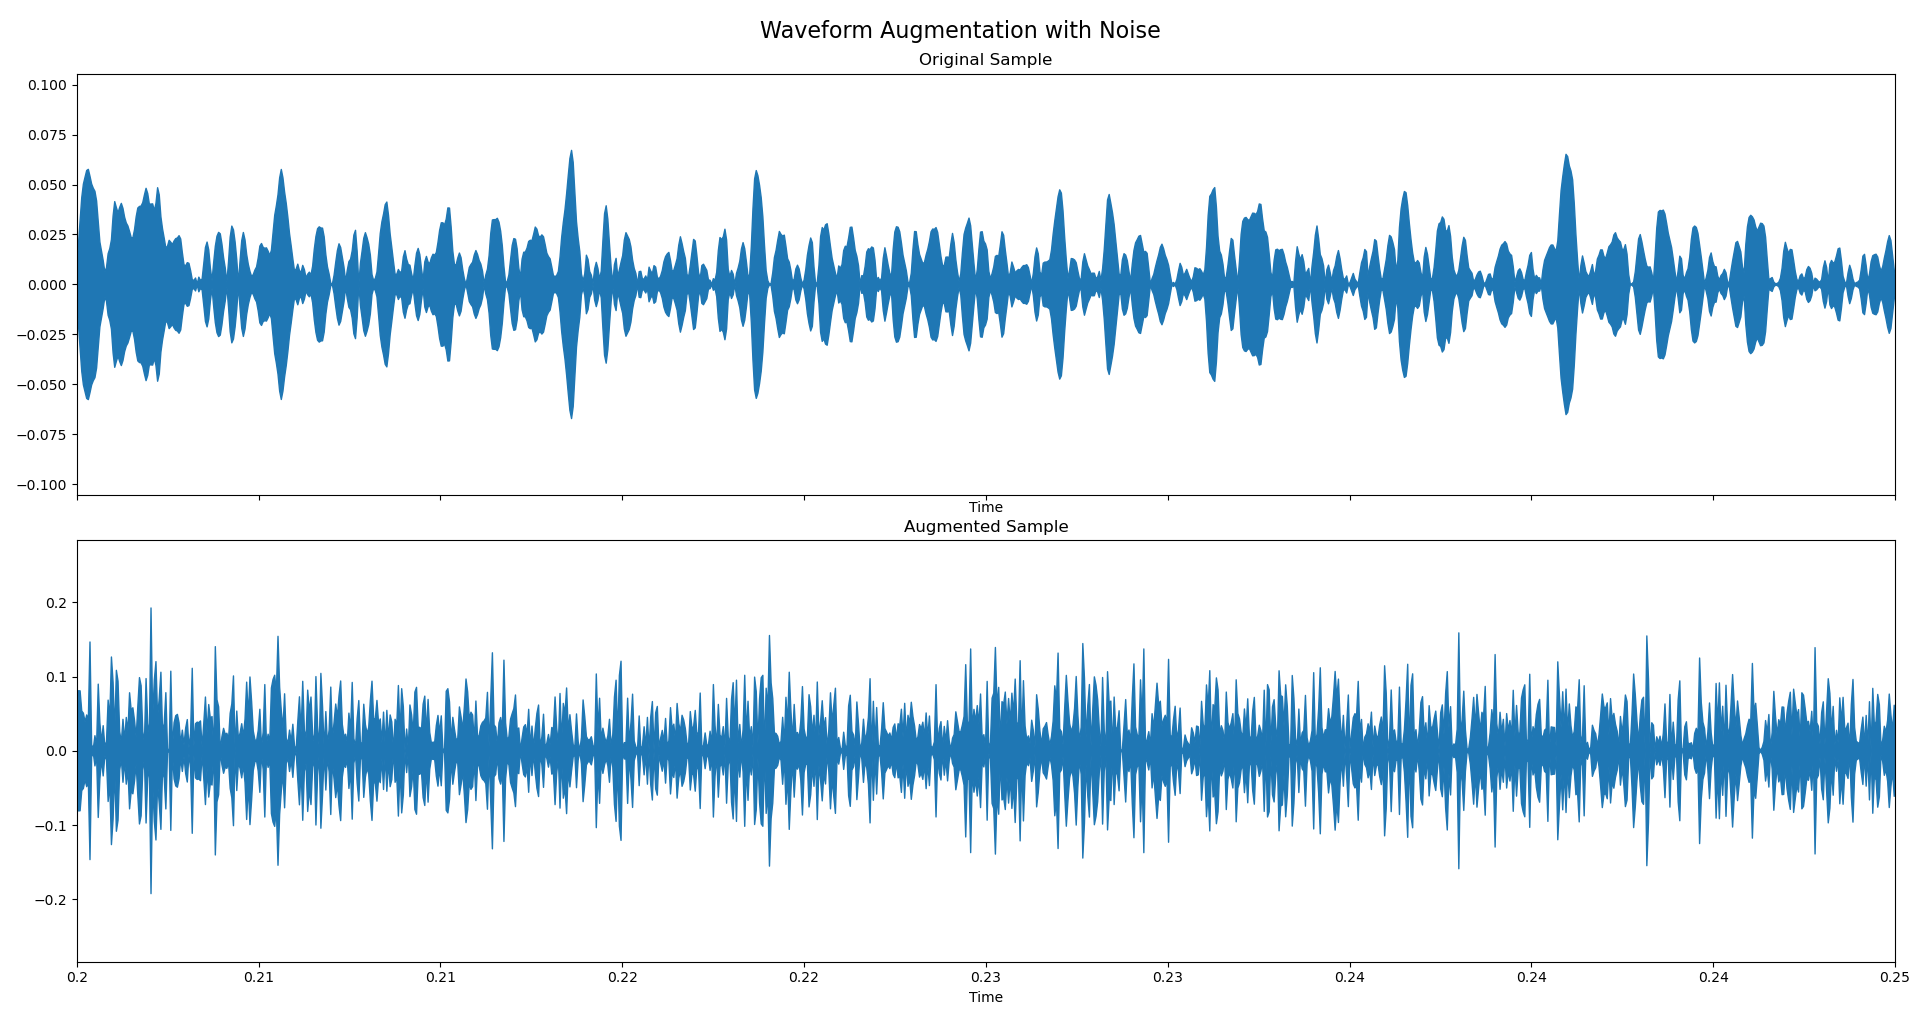 Waveform Augmentation with Noise
Original Sample
0.100
0.075
0.050
0.025
0.000
−0.025
−0.050
−0.075
−0.100
Time
Augmented Sample
0.2
0.1
0.0
−0.1
−0.2
0.2 0.21 0.21 0.22 0.22 0.23 0.23 0.24 0.24 0.24 0.25
Time